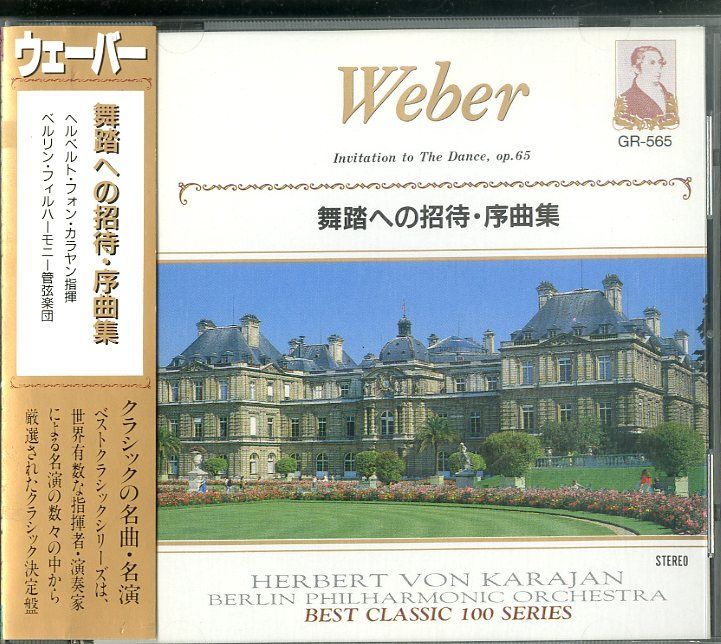 ウェーバー
舞踏への招待・序曲集
ヘルベルト・フォン・カラヤン指揮
ベルリン・フィルハーモニー管弦楽団
クラシックの名曲・名演
ベストクラシックシリーズは、
世界有数な指揮者・演奏家
による名演の数々の中から
厳選されたクラシック決定盤
Weber
GR-565
Invitation to The Dance, op.65
舞踏への招待・序曲集
STEREO
HERBERT VON KARAJAN
BERLIN PHILHARMONIC ORCHESTRA
BEST CLASSIC 100 SERIES